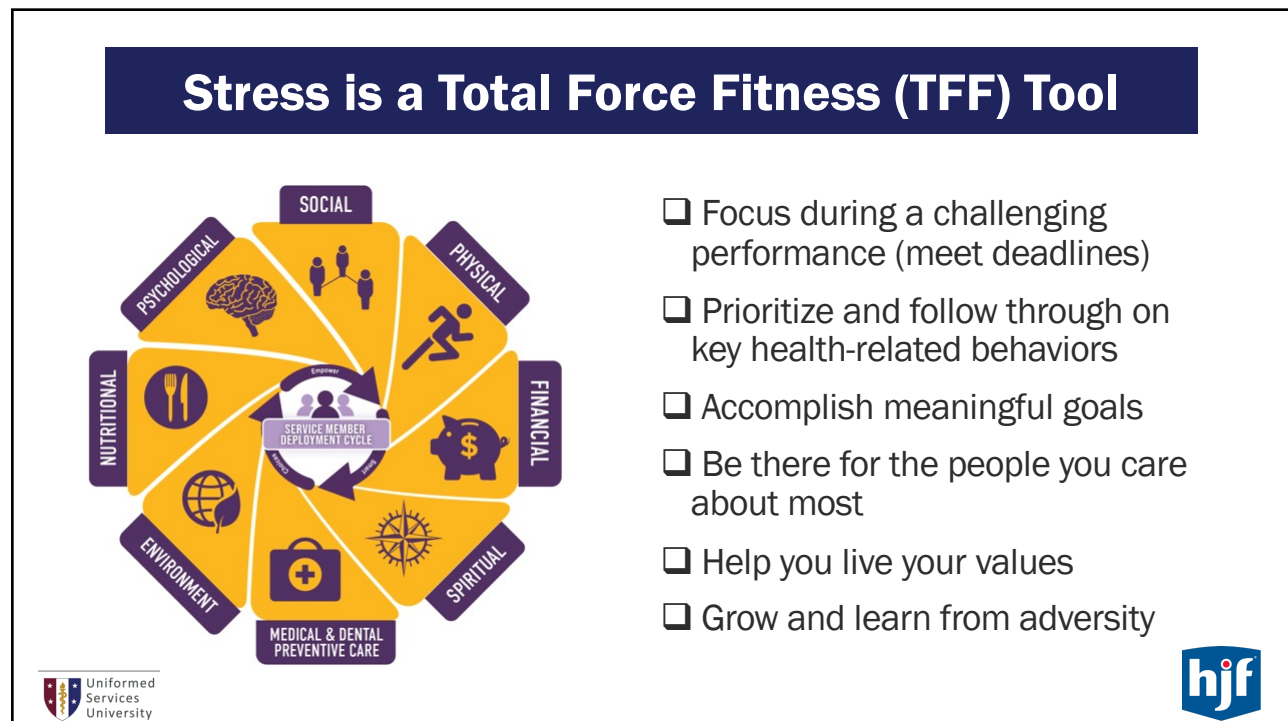 Stress is a Total Force Fitness (TFF) Tool
SOCIAL
PHYSICAL
FINANCIAL
SPIRITUAL
MEDICAL & DENTAL
PREVENTIVE CARE
ENVIRONMENT
NUTRITIONAL
PSYCHOLOGICAL
Empower
SERVICE MEMBER
DEPLOYMENT CYCLE
Smart
Choices
$
❑ Focus during a challenging
performance (meet deadlines)
❑ Prioritize and follow through on
key health-related behaviors
❑ Accomplish meaningful goals
❑ Be there for the people you care
about most
❑ Help you live your values
❑ Grow and learn from adversity
Uniformed
Services
University
hjf